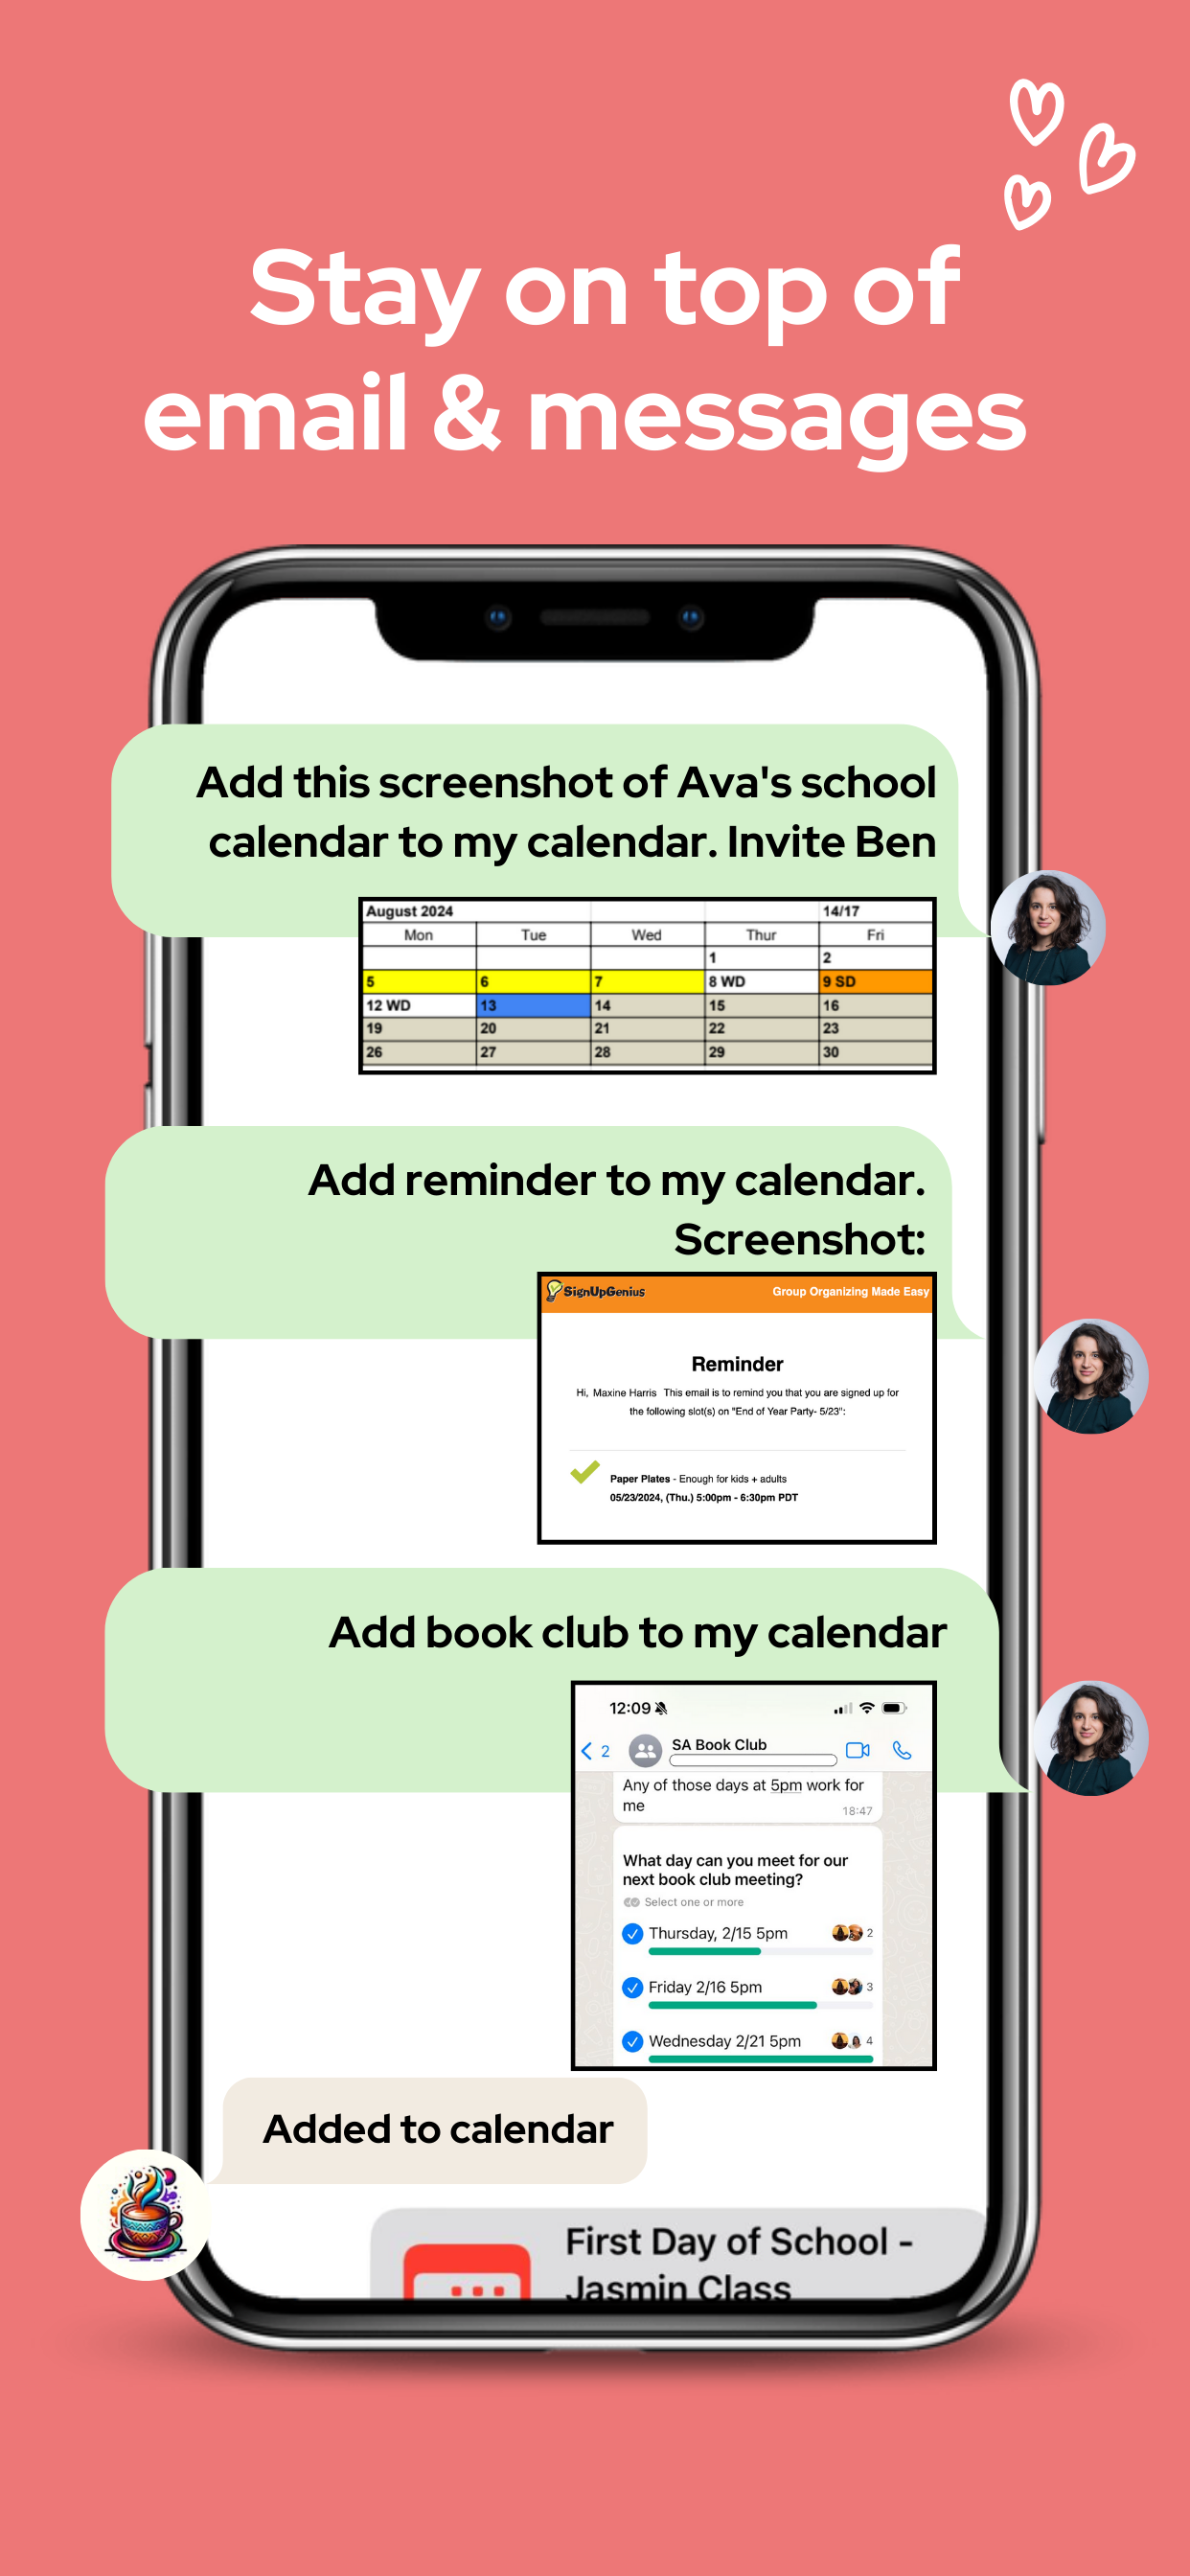 Stay on top of
email & messages
Add this screenshot of Ava's school
calendar to my calendar. Invite Ben
August 2024 14/17
Mon Tue Wed Thur Fri
1 2
5 6 7 8 WD 9 SD
12 WD 13 14 15 16
19 20 21 22 23
26 27 28 29 30
Add reminder to my calendar.
Screenshot:
SignUpGenius Group Organizing Made Easy
Reminder
Hi, Maxine Harris This email is to remind you that you are signed up for
the following slot(s) on "End of Year Party- 5/23":
Paper Plates - Enough for kids + adults
05/23/2024, (Thu.) 5:00pm - 6:30pm PDT
Add book club to my calendar
12:09
2 SA Book Club
Any of those days at 5pm work for
me 18:47
What day can you meet for our
next book club meeting?
Select one or more
Thursday, 2/15 5pm 2
Friday 2/16 5pm 3
Wednesday 2/21 5pm 4
Added to calendar
First Day of School -
Jasmin Class